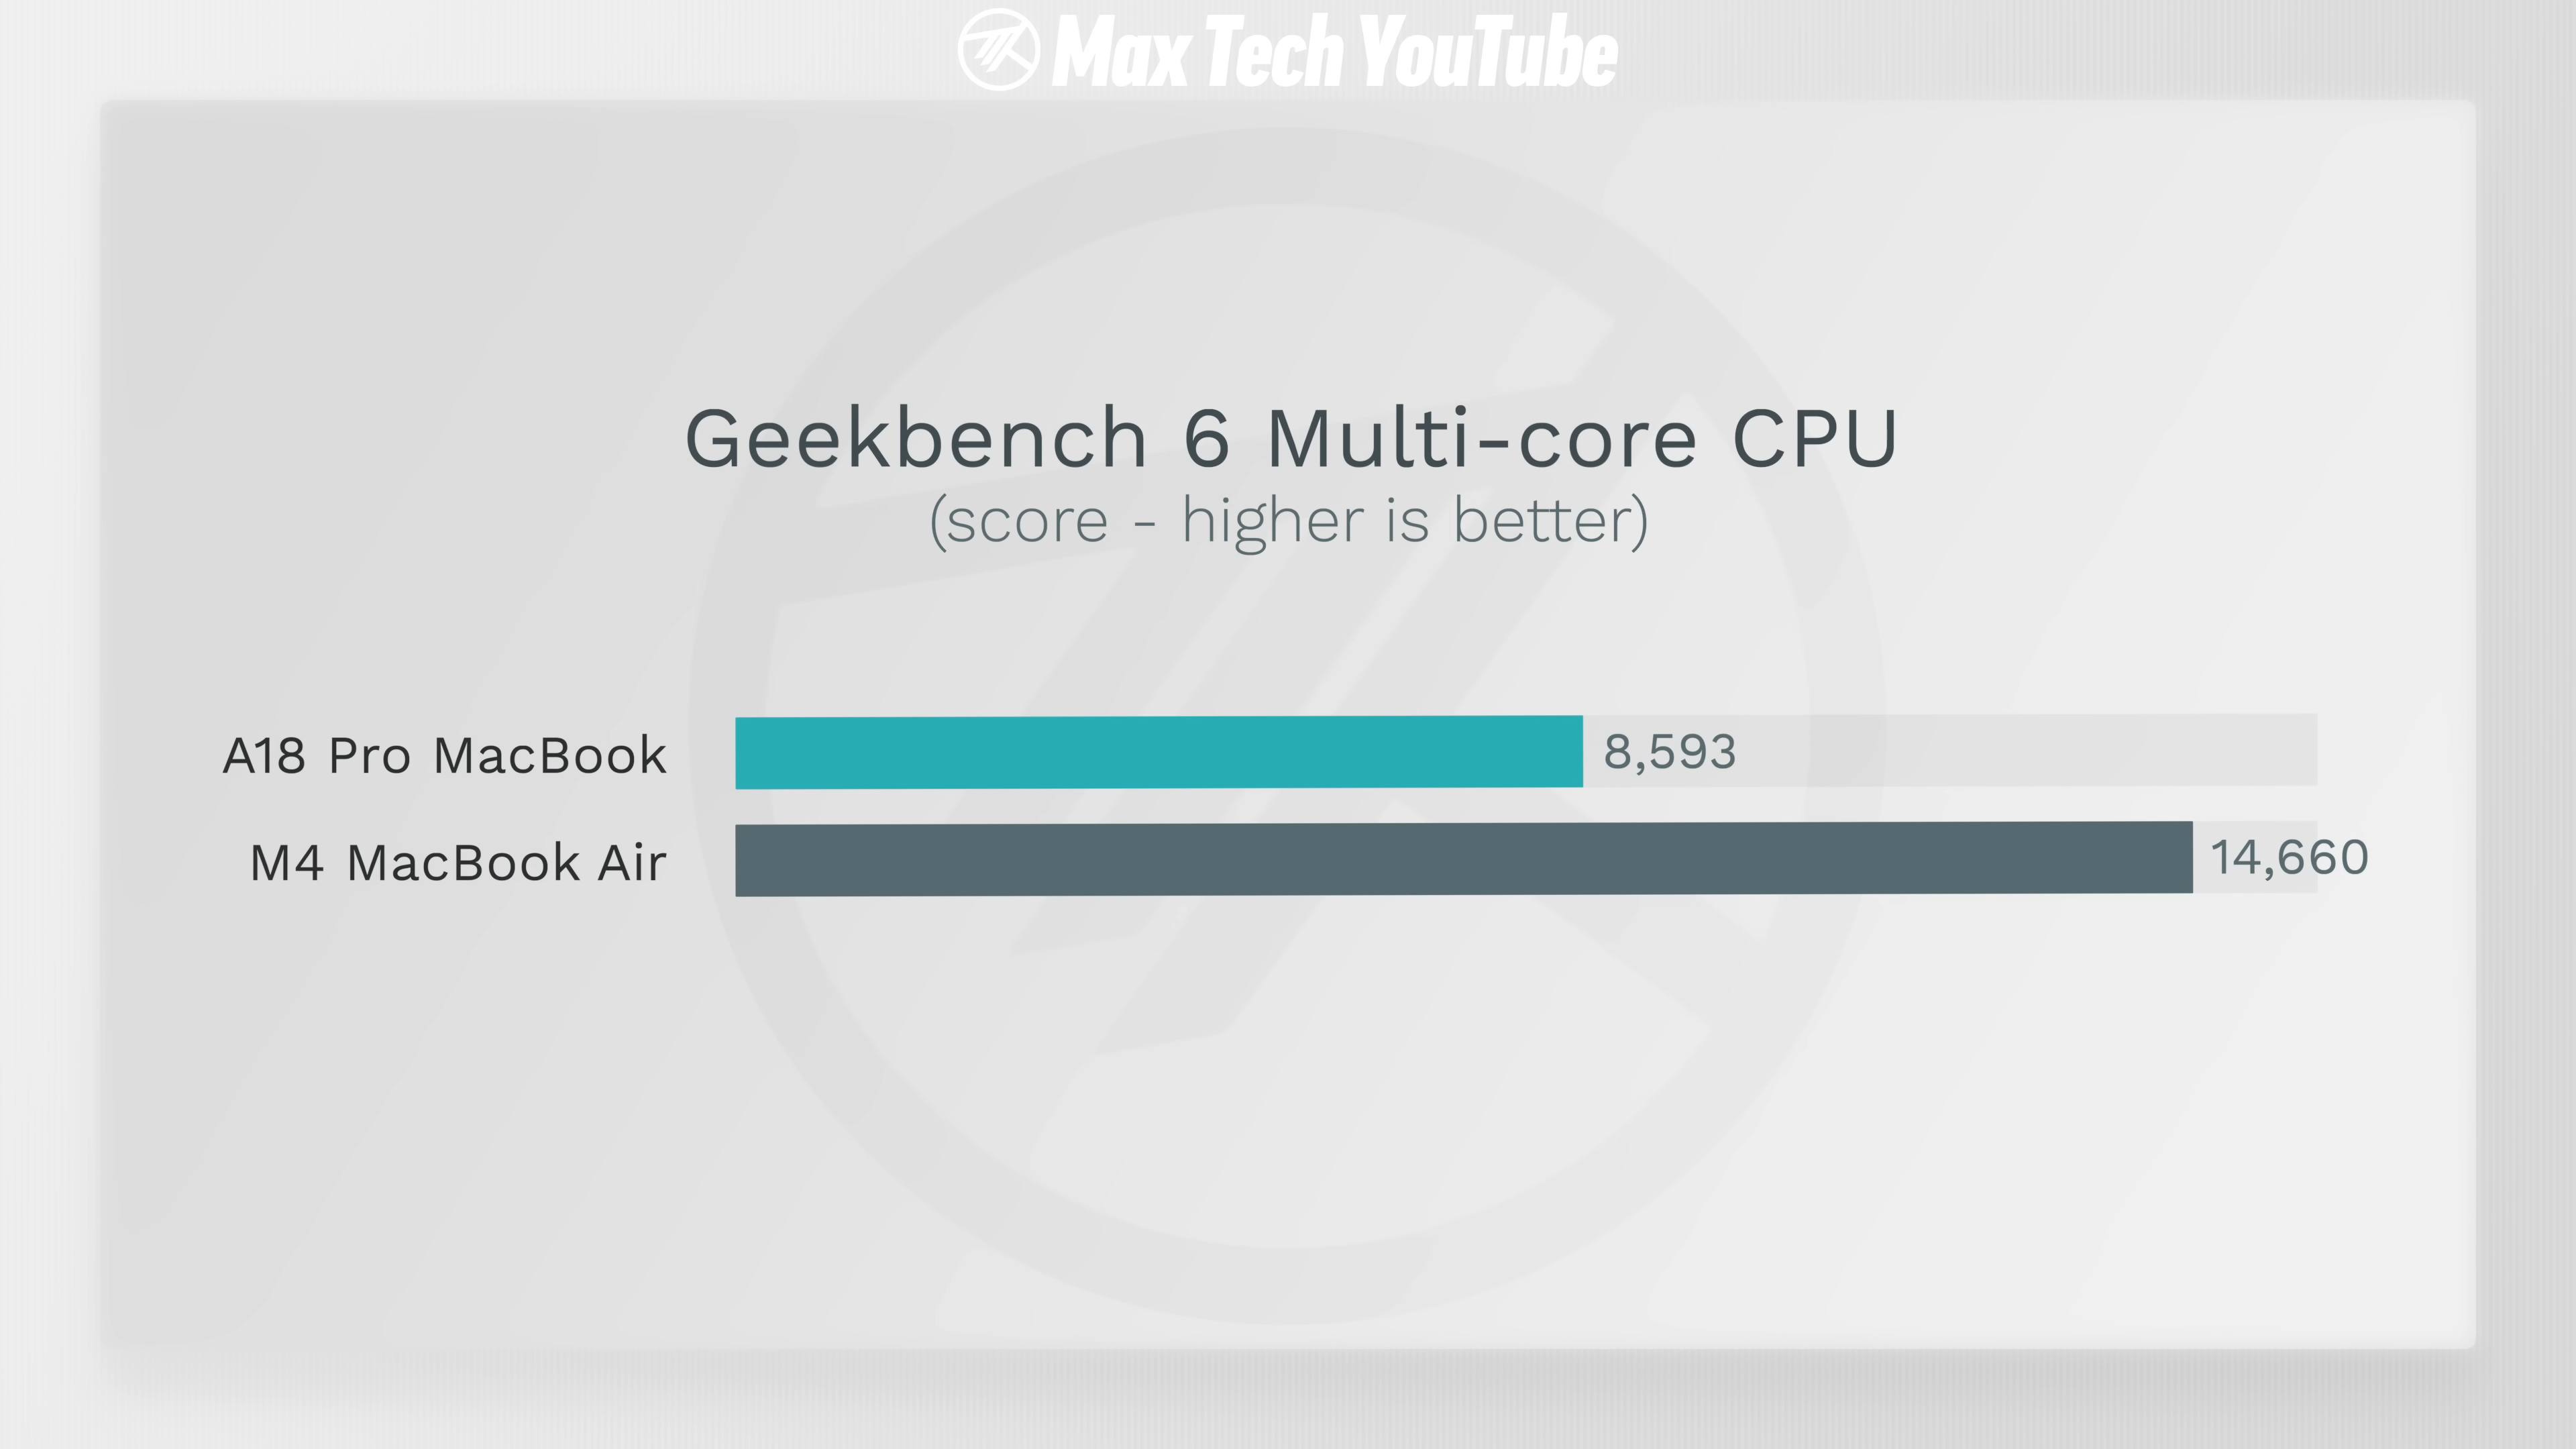 Max Tech YouTube
Geekbench 6 Multi-core CPU
(score - higher is better)
A18 Pro MacBook 8,593
M4 MacBook Air 14,660